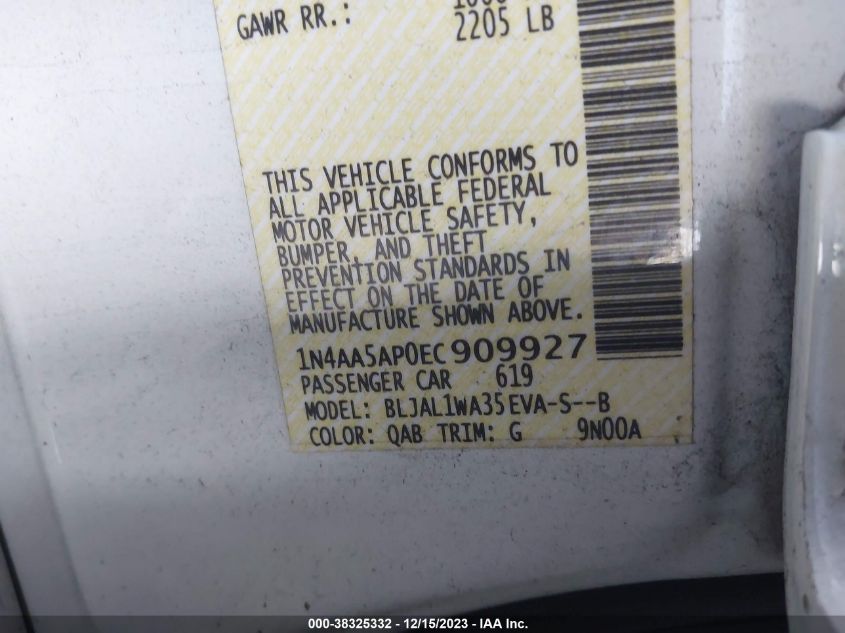 GAWR RR.:
2205 LB
THIS VEHICLE CONFORMS TO
ALL APPLICABLE FEDERAL
MOTOR VEHICLE SAFETY,
BUMPER, AND THEFT
PREVENTION STANDARDS IN
EFFECT ON THE DATE OF
MANUFACTURE SHOWN ABOVE.
1N4AA5AP0EC909927
PASSENGER CAR 619
MODEL: BLJAL1WA35EVA-S--B
COLOR: QAB TRIM: G 9N00A
000-38325332 - 12/15/2023 - IAA Inc.